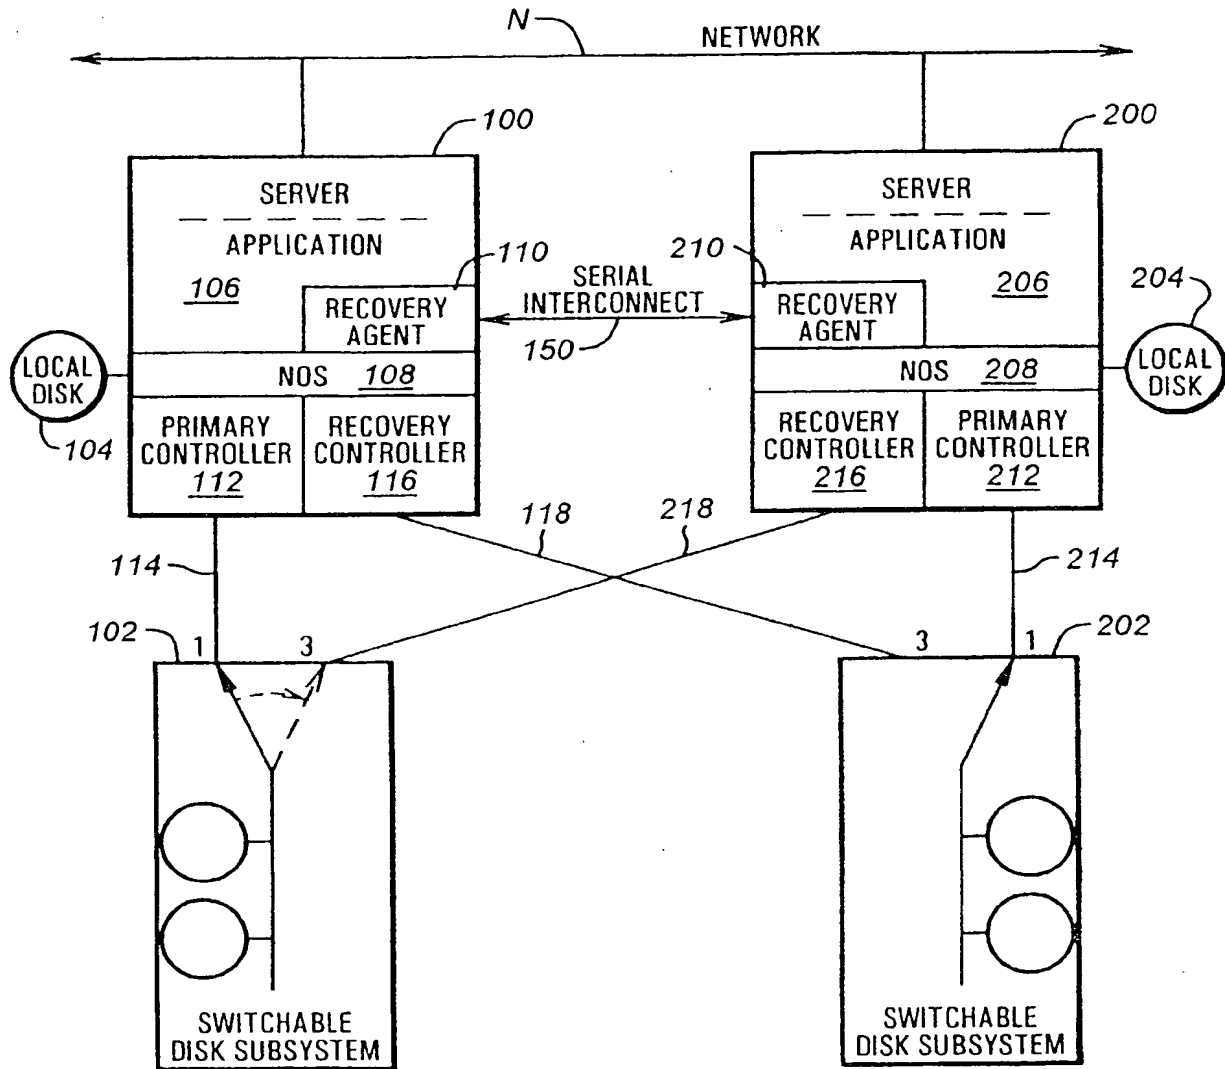 N
NETWORK
100
200
SERVER
APPLICATION
106
110
RECOVERY
AGENT
SERIAL
INTERCONNECT
150
SERVER
APPLICATION
210
206
RECOVERY
AGENT
204
LOCAL
DISK
104
NOS 108
NOS 208
LOCAL
DISK
PRIMARY
CONTROLLER
112
RECOVERY
CONTROLLER
116
RECOVERY
CONTROLLER
216
PRIMARY
CONTROLLER
212
118
218
114
214
102
1
3
3
1
202
SWITCHABLE
DISK SUBSYSTEM
SWITCHABLE
DISK SUBSYSTEM